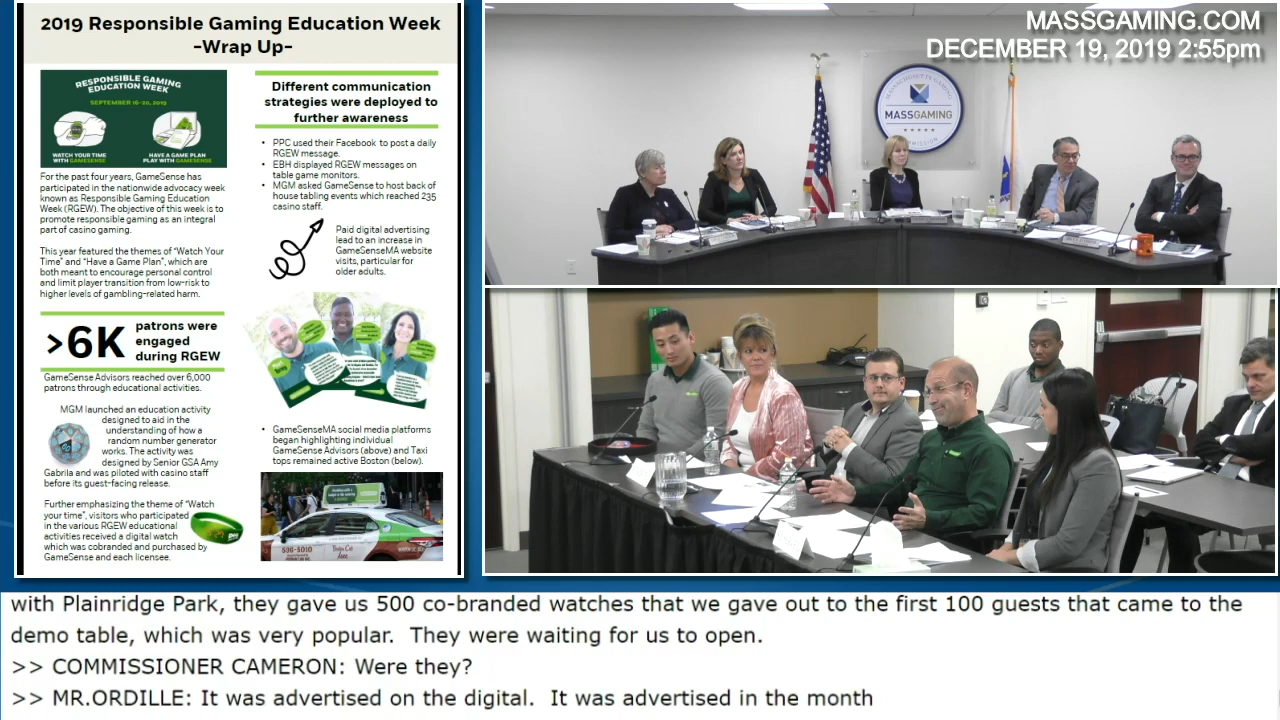 2019 Responsible Gaming Education Week
-Wrap Up-
RESPONSIBLE GAMING
EDUCATION WEEK
SEPTEMBER 16-20, 2019
WATCH YOUR TIME
WITH GAMESENSE
HAVE A GAME PLAN
PLAY WITH GAMESENSE
For the past four years, GameSense has
participated in the nationwide advocacy week
known as Responsible Gaming Education
Week (RGEW). The objective of this week is to
promote responsible gaming as an integral
part of casino gaming.
This year featured the themes of “Watch Your
Time” and “Have a Game Plan”, which are
both meant to encourage personal control
and limit player transition from low-risk to
higher levels of gambling-related harm.
>6K
patrons were
engaged
during RGEW
GameSense Advisors reached over 6,000
patrons through educational activities.
MGM launched an education activity
designed to aid in the
understanding of how a
random number generator
works. The activity was
designed by Senior GSA Amy
Gabrila and was piloted with casino staff
before its guest-facing release.
Further emphasizing the theme of “Watch
your time”, visitors who participated
in the various RGEW educational
activities received a digital watch
which was cobranded and purchased by
GameSense and each licensee.
Different communication
strategies were deployed to
further awareness
• PPC used their Facebook to post a daily
RGEW message.
• EBH displayed RGEW messages on
table game monitors.
• MGM asked GameSense to host back of
house tabling events which reached 235
casino staff.
Paid digital advertising
lead to an increase in
GameSenseMA website
visits, particular for
older adults.
• GameSenseMA social media platforms
began highlighting individual
GameSense Advisors (above) and Taxi
tops remained active Boston (below).
536-5010
MASSGAMING.COM
DECEMBER 19, 2019 2:55pm
MASSGAMING
with Plainridge Park, they gave us 500 co-branded watches that we gave out to the first 100 guests that came to the
demo table, which was very popular.  They were waiting for us to open.
>> COMMISSIONER CAMERON: Were they?
>> MR.ORDILLE: It was advertised on the digital.  It was advertised in the month